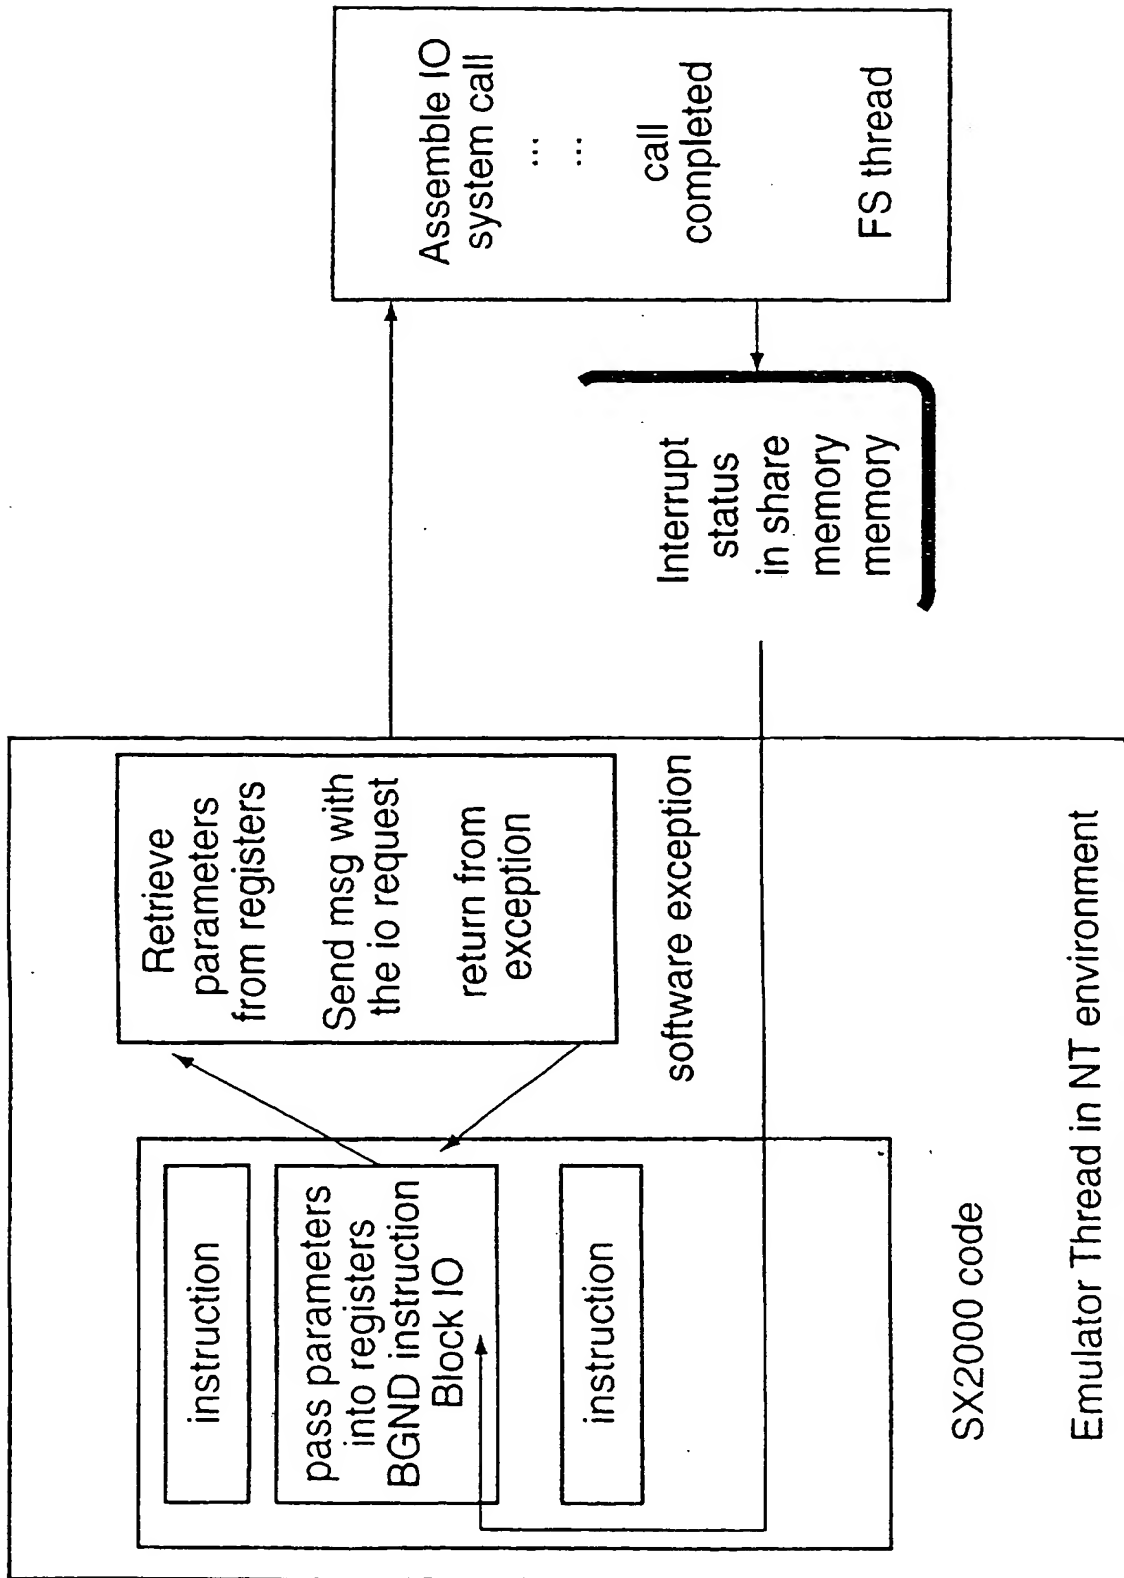 instruction
pass parameters
into registers
BGND instruction
Block IO
instruction
SX2000 code
Retrieve
parameters
from registers
Send msg with
the io request
return from
exception
software exception
Emulator Thread in NT environment
Interrupt
status
in share
memory
memory
Assemble IO
system call
...
...
call
completed
FS thread